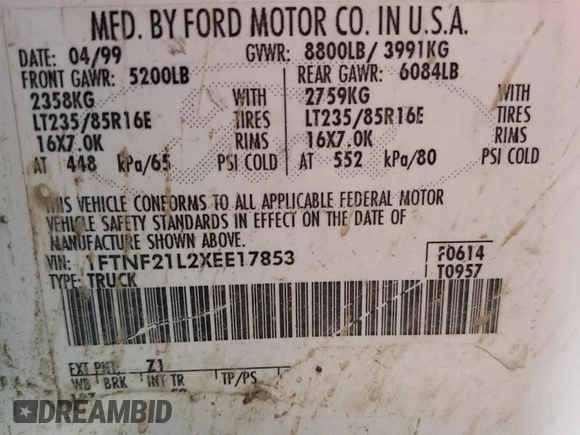 MFD. BY FORD MOTOR CO. IN U.S.A.
DATE: 04/99 GVWR: 8800LB/ 3991KG
FRONT GAWR: 5200LB REAR GAWR: 6084LB
2358KG WITH 2759KG WITH
LT235/85R16E TIRES LT235/85R16E TIRES
16X7.0K RIMS 16X7.0K RIMS
AT 448 kPa/65 PSI COLD AT 552 kPa/80 PSI COLD
THIS VEHICLE CONFORMS TO ALL APPLICABLE FEDERAL MOTOR
VEHICLE SAFETY STANDARDS IN EFFECT ON THE DATE OF
MANUFACTURE SHOWN ABOVE.
VIN: 1FTNF21L2XEE17853 F0614
TYPE: TRUCK T0957
EXT PNT: Z1
WB BRK INT TR TP/PS
DREAMBID